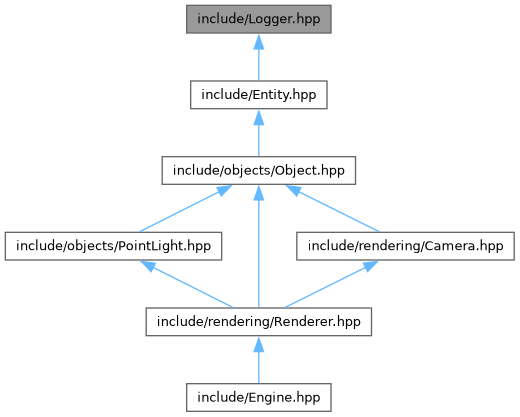 include/Logger.hpp
include/Entity.hpp
include/objects/Object.hpp
include/objects/PointLight.hpp
include/rendering/Camera.hpp
include/rendering/Renderer.hpp
include/Engine.hpp